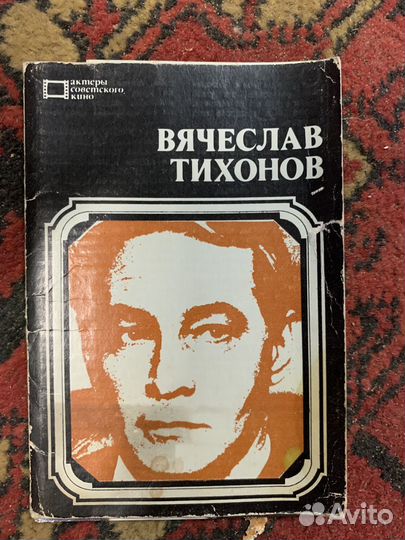 актеры
советского
кино
ВЯЧЕСЛАВ
ТИХОНОВ
Avito